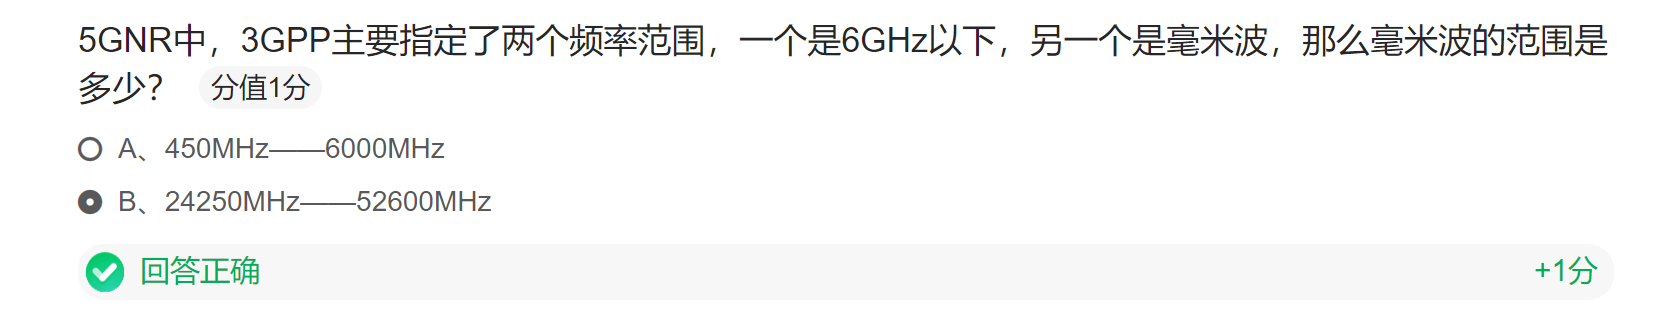 5GNR中，3GPP主要指定了两个频率范围，一个是6GHz以下，另一个是毫米波，那么毫米波的范围是
多少？ 分值1分
A、450MHz——6000MHz
B、24250MHz——52600MHz
回答正确 +1分